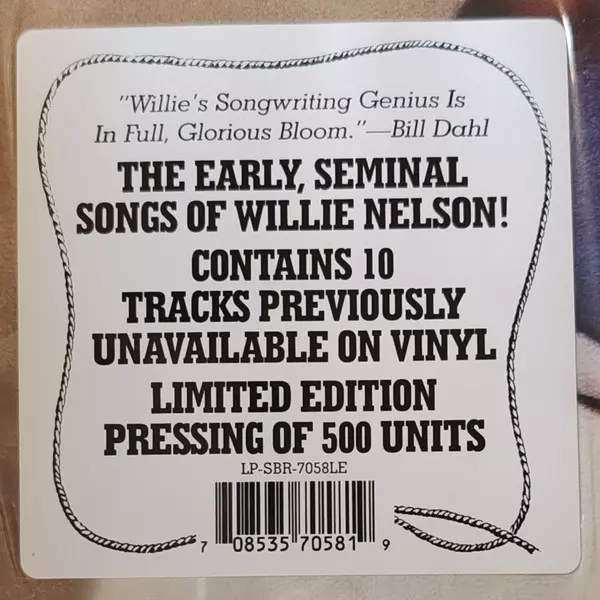 "Willie's Songwriting Genius Is
In Full, Glorious Bloom."—Bill Dahl
THE EARLY, SEMINAL
SONGS OF WILLIE NELSON!
CONTAINS 10
TRACKS PREVIOUSLY
UNAVAILABLE ON VINYL
LIMITED EDITION
PRESSING OF 500 UNITS
LP-SBR-7058LE
7 08535 70581 9